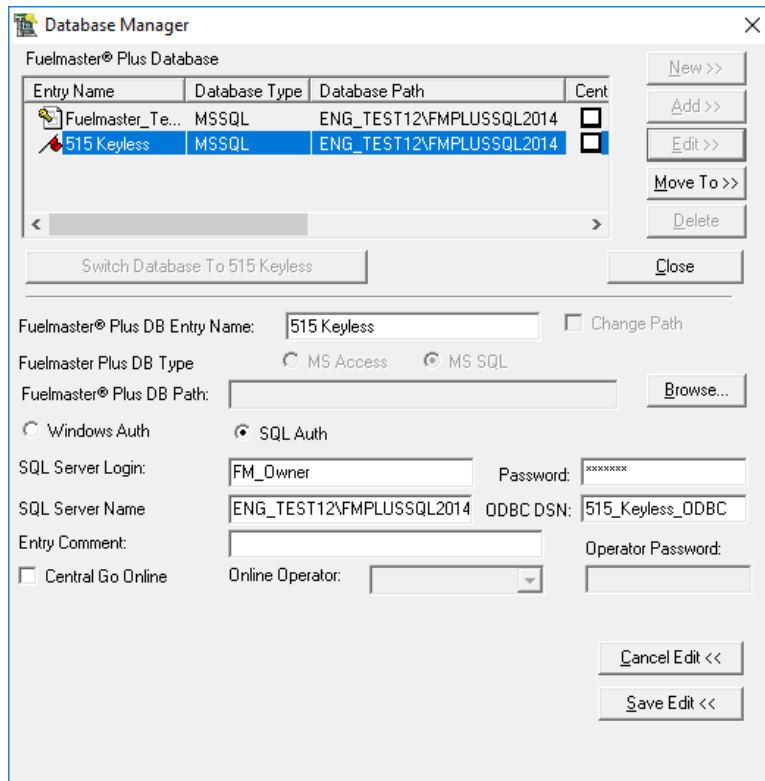 Database Manager
Fuelmaster® Plus Database
New >>
Entry Name Database Type Database Path Cent
Fuelmaster_Te... MSSQL ENG_TEST12\FMPLUSSQL2014
Add >>
515 Keyless MSSQL ENG_TEST12\FMPLUSSQL2014
Edit >>
Move To >>
Delete
Switch Database To 515 Keyless
Close
Fuelmaster® Plus DB Entry Name: 515 Keyless Change Path
Fuelmaster Plus DB Type MS Access MS SQL
Fuelmaster® Plus DB Path: Browse...
Windows Auth SQL Auth
SQL Server Login: FM_Owner Password: *******
SQL Server Name ENG_TEST12\FMPLUSSQL2014 ODBC DSN: 515_Keyless_ODBC
Entry Comment: Operator Password:
Central Go Online Online Operator:
Cancel Edit <<
Save Edit <<